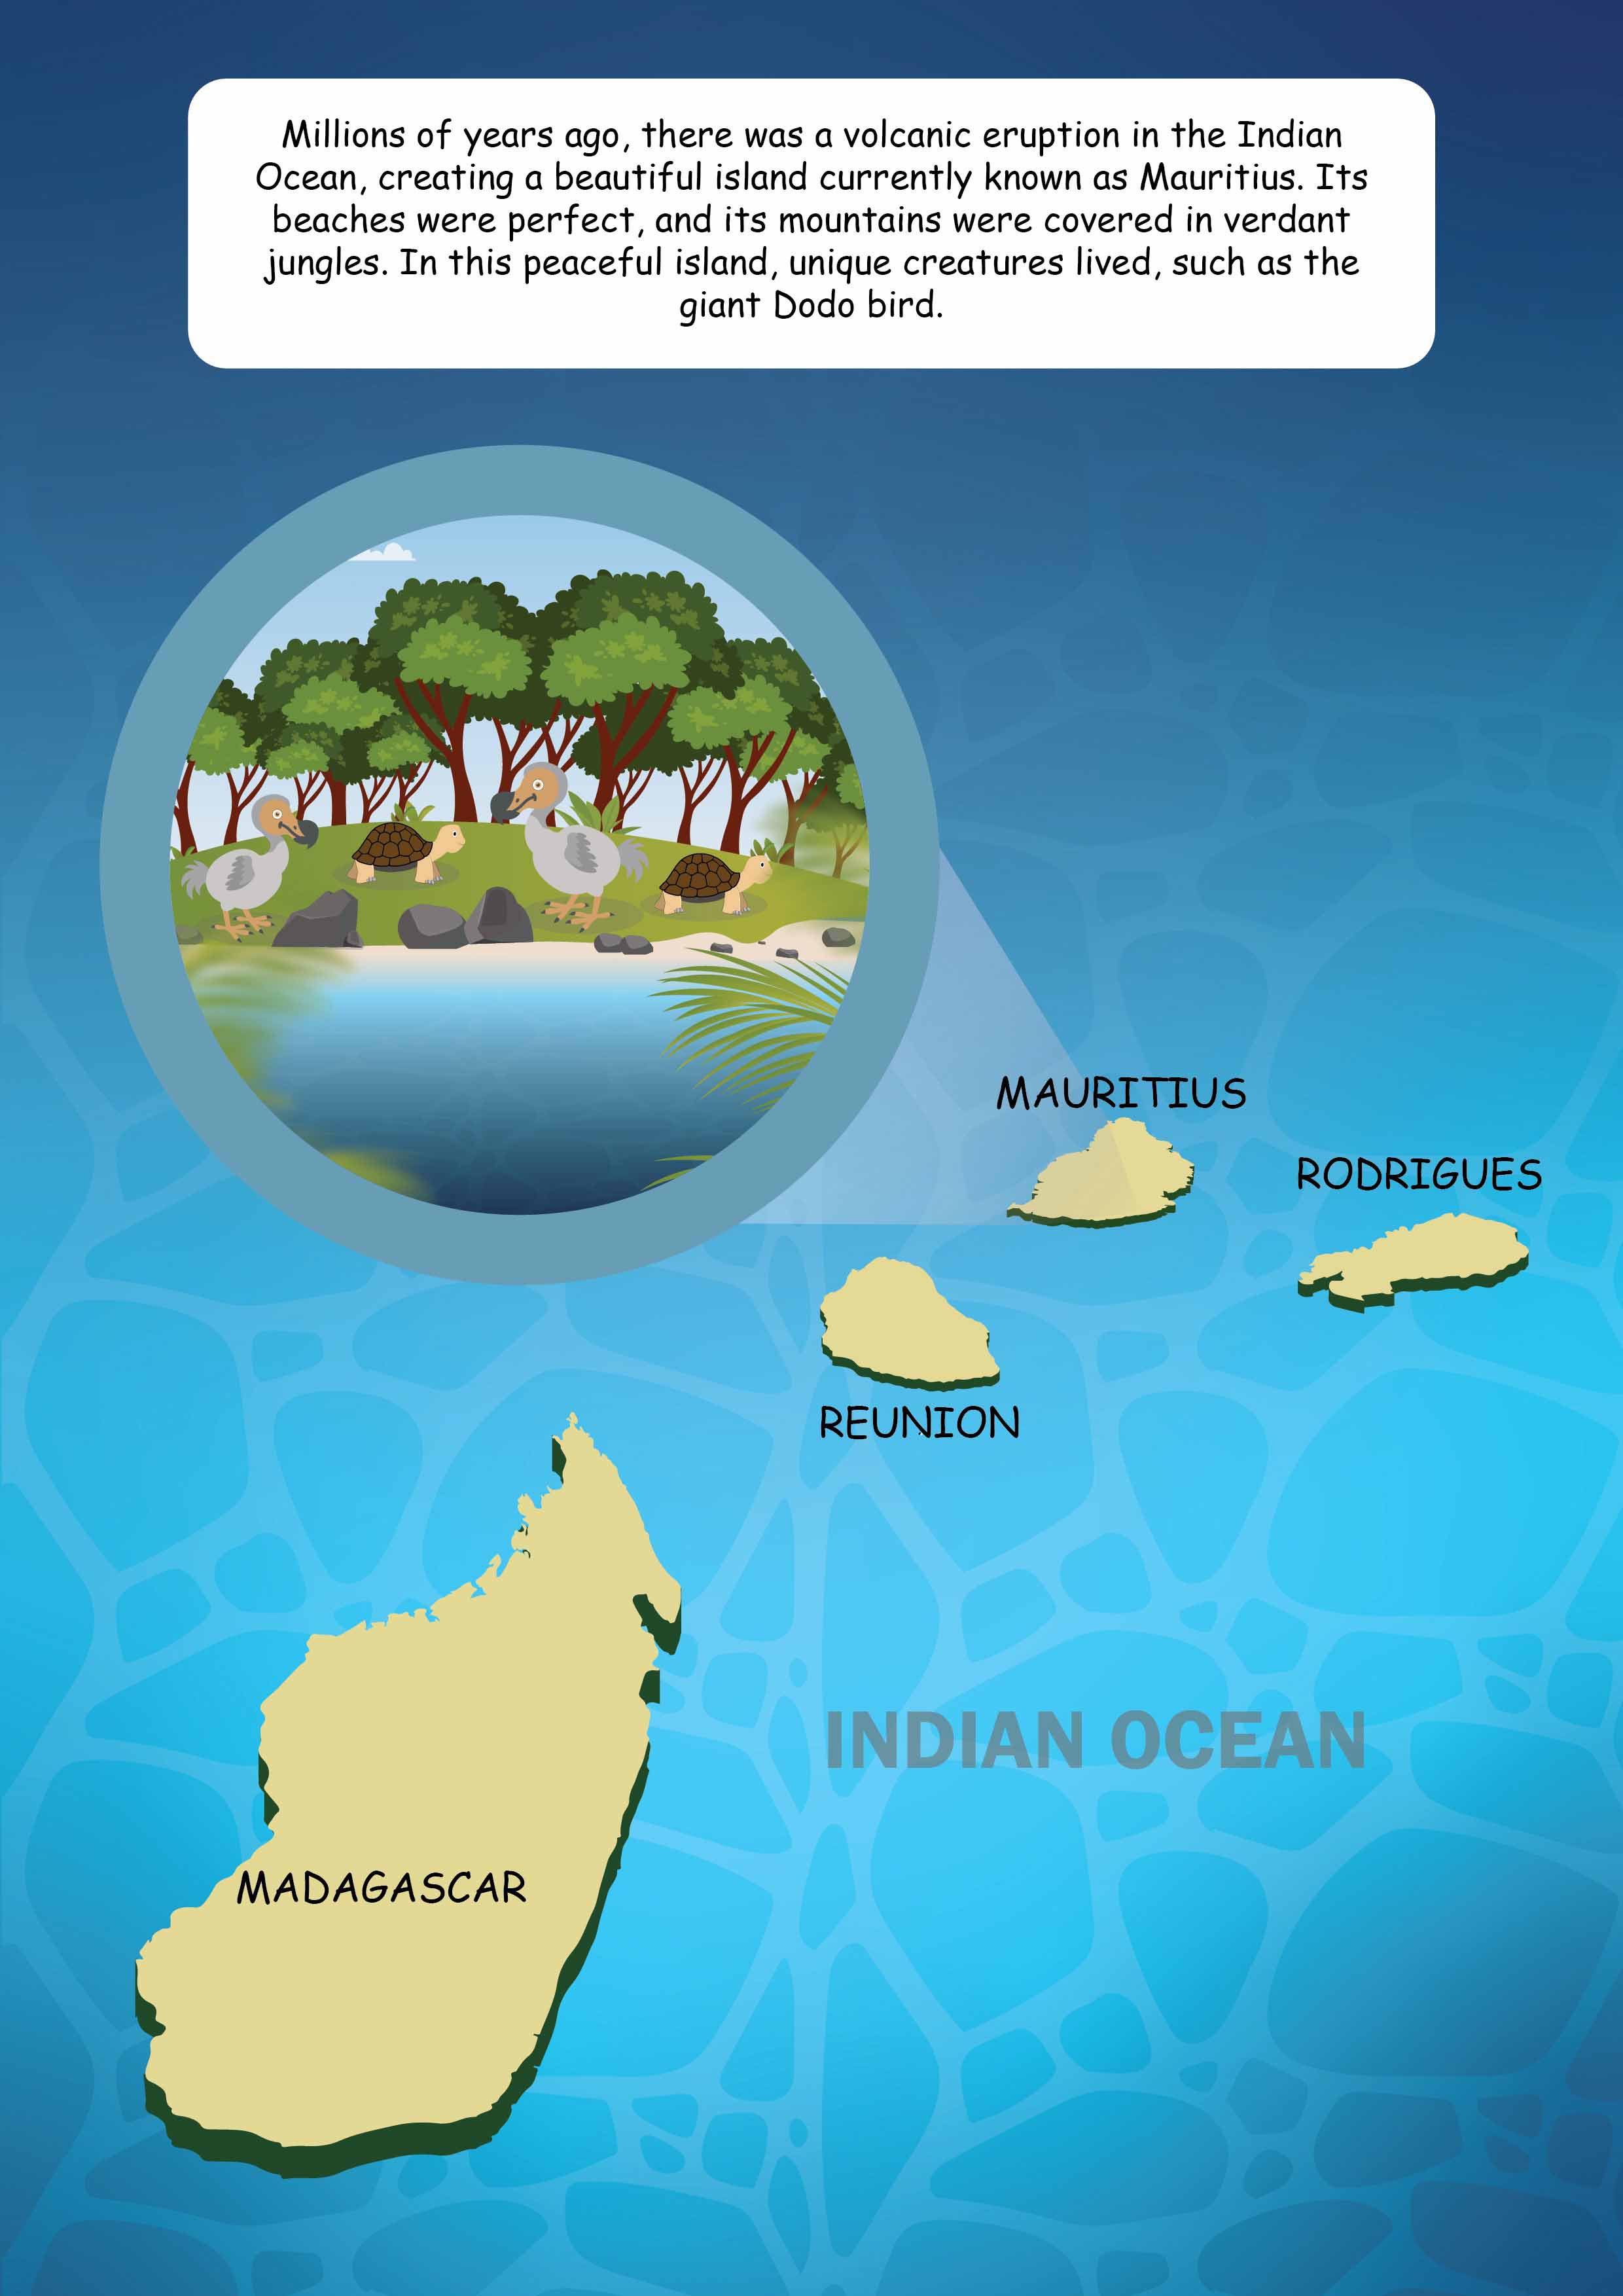 Millions of years ago, there was a volcanic eruption in the Indian
Ocean, creating a beautiful island currently known as Mauritius. Its
beaches were perfect, and its mountains were covered in verdant
jungles. In this peaceful island, unique creatures lived, such as the
giant Dodo bird.
MAURITIUS
RODRIGUES
REUNION
INDIAN OCEAN
MADAGASCAR